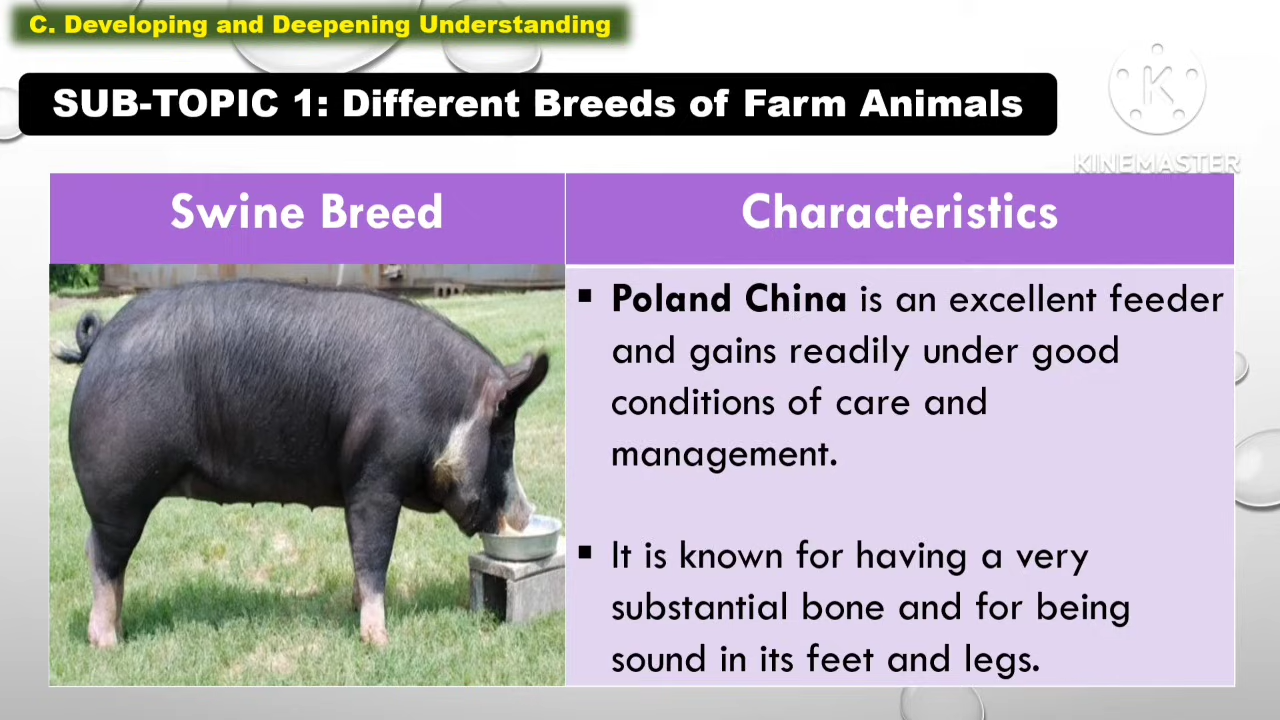 C. Developing and Deepening Understanding
SUB-TOPIC 1: Different Breeds of Farm Animals
K
KINEMASTER
Swine Breed
Characteristics
▪ Poland China is an excellent feeder
and gains readily under good
conditions of care and
management.
▪ It is known for having a very
substantial bone and for being
sound in its feet and legs.